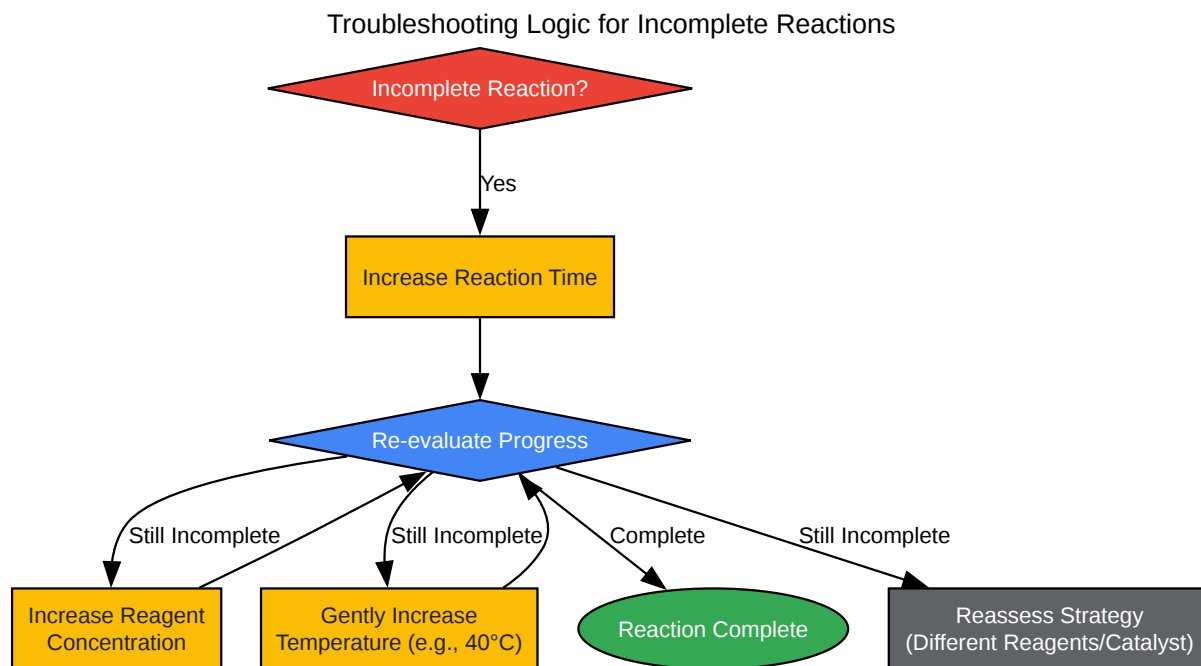 Troubleshooting Logic for Incomplete Reactions
Incomplete Reaction?
Yes
Increase Reaction Time
Re-evaluate Progress
Still Incomplete
Still Incomplete
Complete
Still Incomplete
Increase Reagent
Concentration
Gently Increase
Temperature (e.g., 40°C)
Reaction Complete
Reassess Strategy
(Different Reagents/Catalyst)